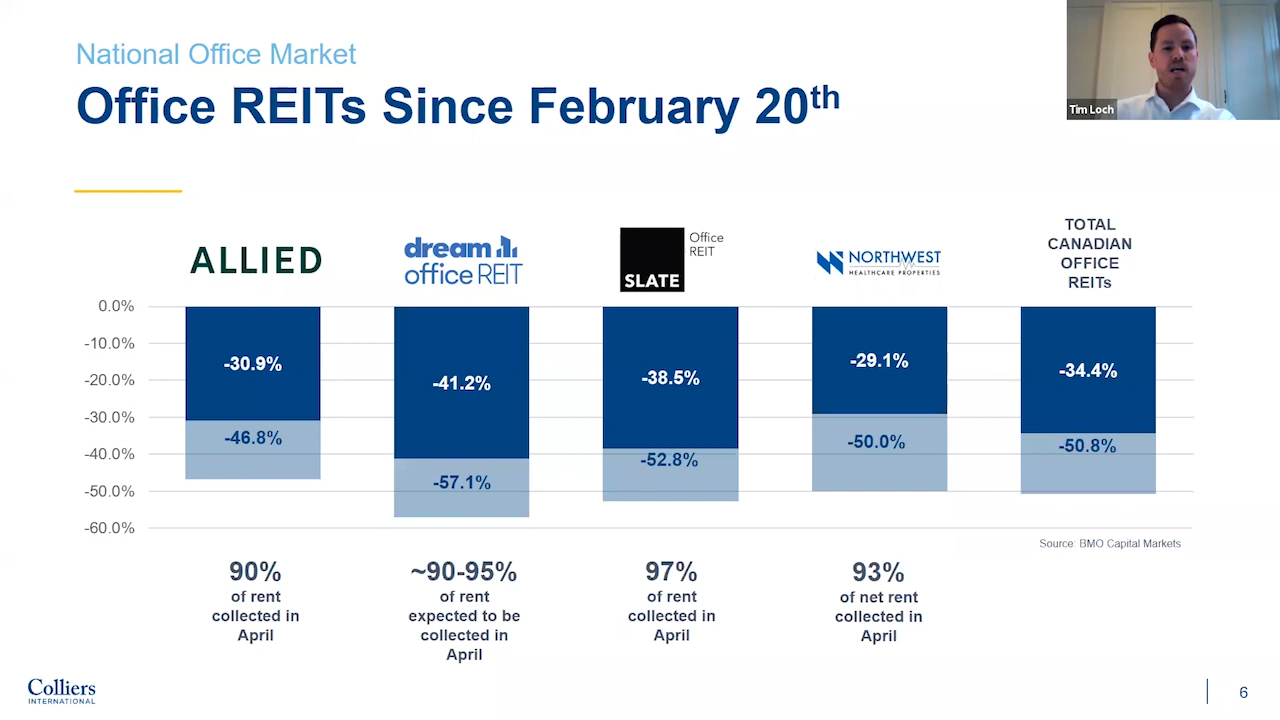 National Office Market
Office REITs Since February 20th
Tim Loch
ALLIED
dream
office REIT
SLATE
Office
REIT
NORTHWEST
HEALTHCARE PROPERTIES
TOTAL
CANADIAN
OFFICE
REITs
0.0%
-10.0%
-20.0%
-30.0%
-40.0%
-50.0%
-60.0%
-30.9%
-46.8%
-41.2%
-57.1%
-38.5%
-52.8%
-29.1%
-50.0%
-34.4%
-50.8%
Source: BMO Capital Markets
90%
of rent
collected in
April
~90-95%
of rent
expected to be
collected in
April
97%
of rent
collected in
April
93%
of net rent
collected in
April
Colliers
INTERNATIONAL
6